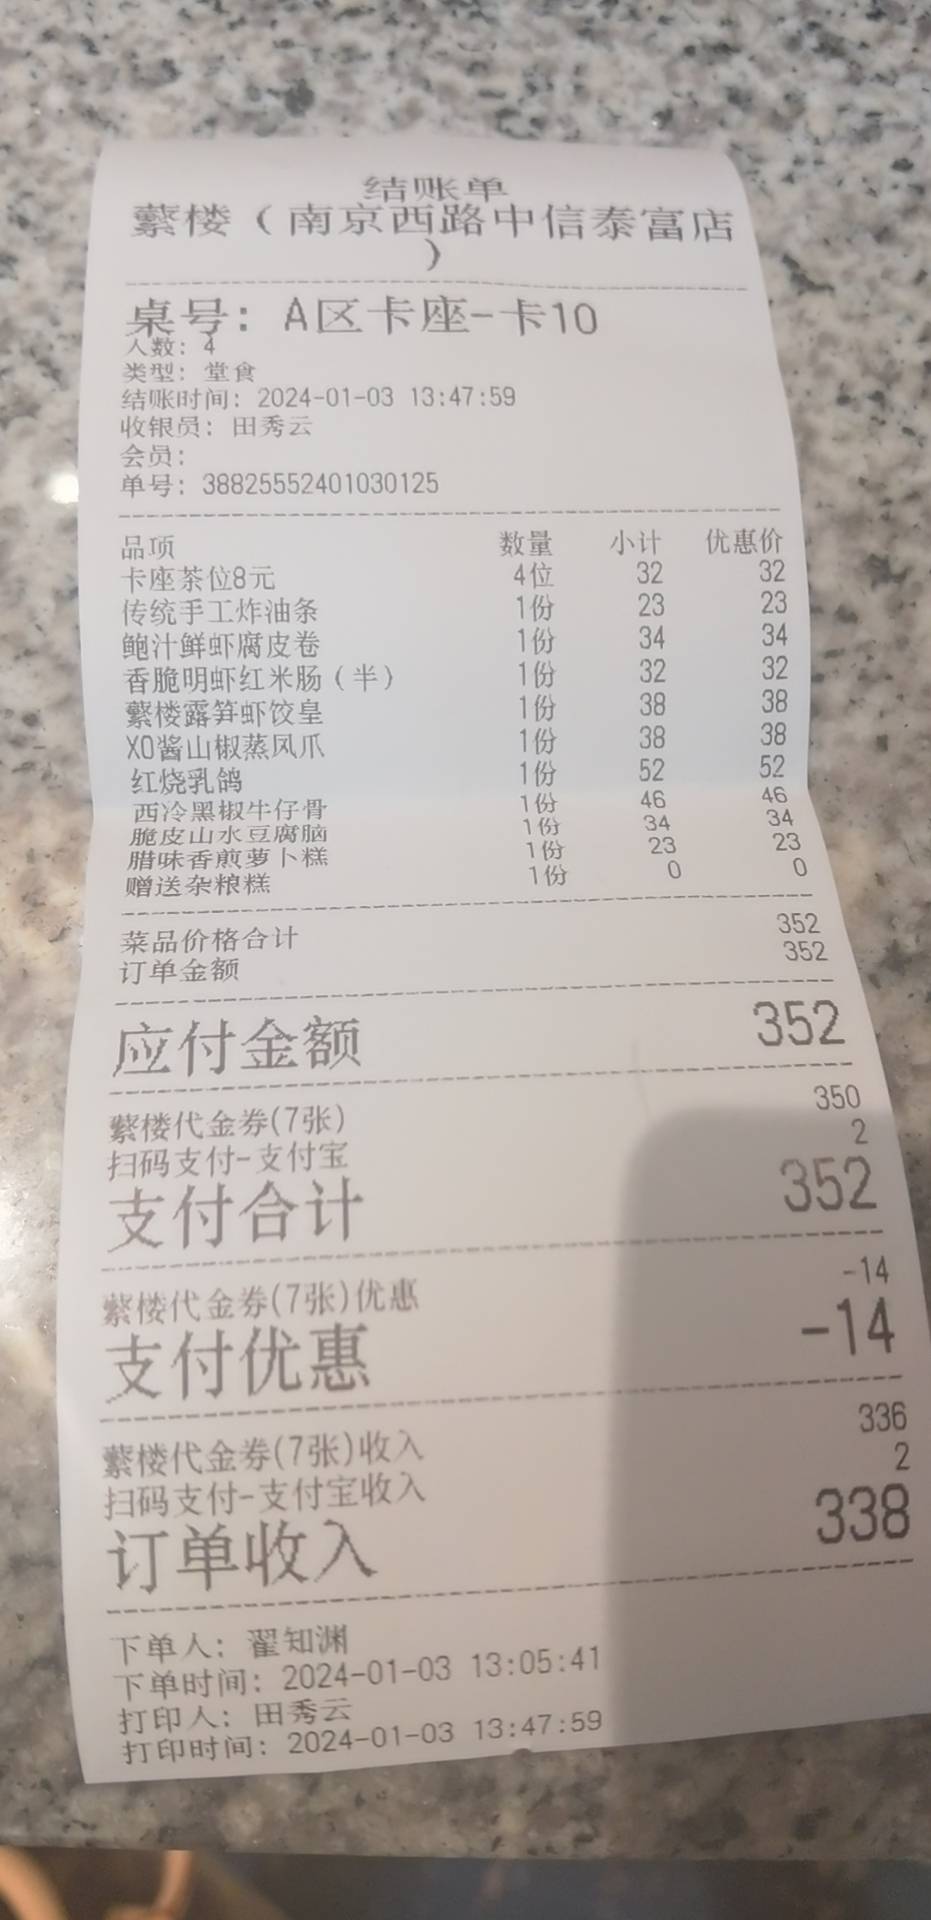 结账单
蘩楼（南京西路中信泰富店
）
桌号：A区卡座-卡10
人数：4
类型：堂食
结账时间：2024-01-03 13:47:59
收银员：田秀云
会员：
单号：38825552401030125
品项 数量 小计 优惠价
卡座茶位8元 4位 32 32
传统手工炸油条 1份 23 23
鲍汁鲜虾腐皮卷 1份 34 34
香脆明虾红米肠（半） 1份 32 32
蘩楼露笋虾饺皇 1份 38 38
XO酱山椒蒸凤爪 1份 38 38
红烧乳鸽 1份 52 52
西冷黑椒牛仔骨 1份 46 46
脆皮山水豆腐脑 1份 34 34
腊味香煎萝卜糕 1份 23 23
赠送杂粮糕 1份 0 0
菜品价格合计 352
订单金额 352
应付金额 352
蘩楼代金券(7张) 350
扫码支付-支付宝 2
支付合计 352
蘩楼代金券(7张)优惠 -14
支付优惠 -14
蘩楼代金券(7张)收入 336
扫码支付-支付宝收入 2
订单收入 338
下单人：翟知渊
下单时间：2024-01-03 13:05:41
打印人：田秀云
打印时间：2024-01-03 13:47:59